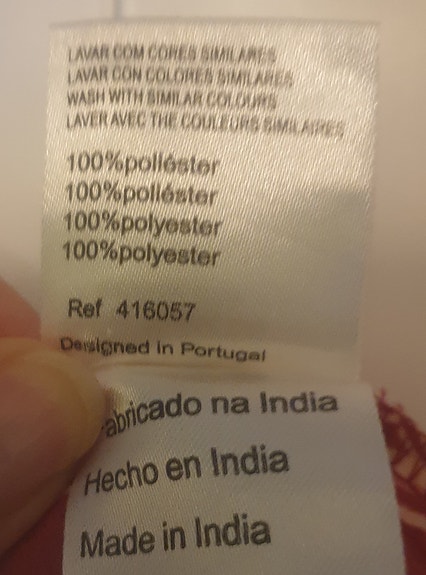 LAVAR COM CORES SIMILARES
LAVAR CON COLORES SIMILARES
WASH WITH SIMILAR COLOURS
LAVER AVEC THE COULEURS SIMILAIRES
100%poliéster
100%poliéster
100%polyester
100%polyester
Ref 416057
Designed in Portugal
Fabricado na India
Hecho en India
Made in India